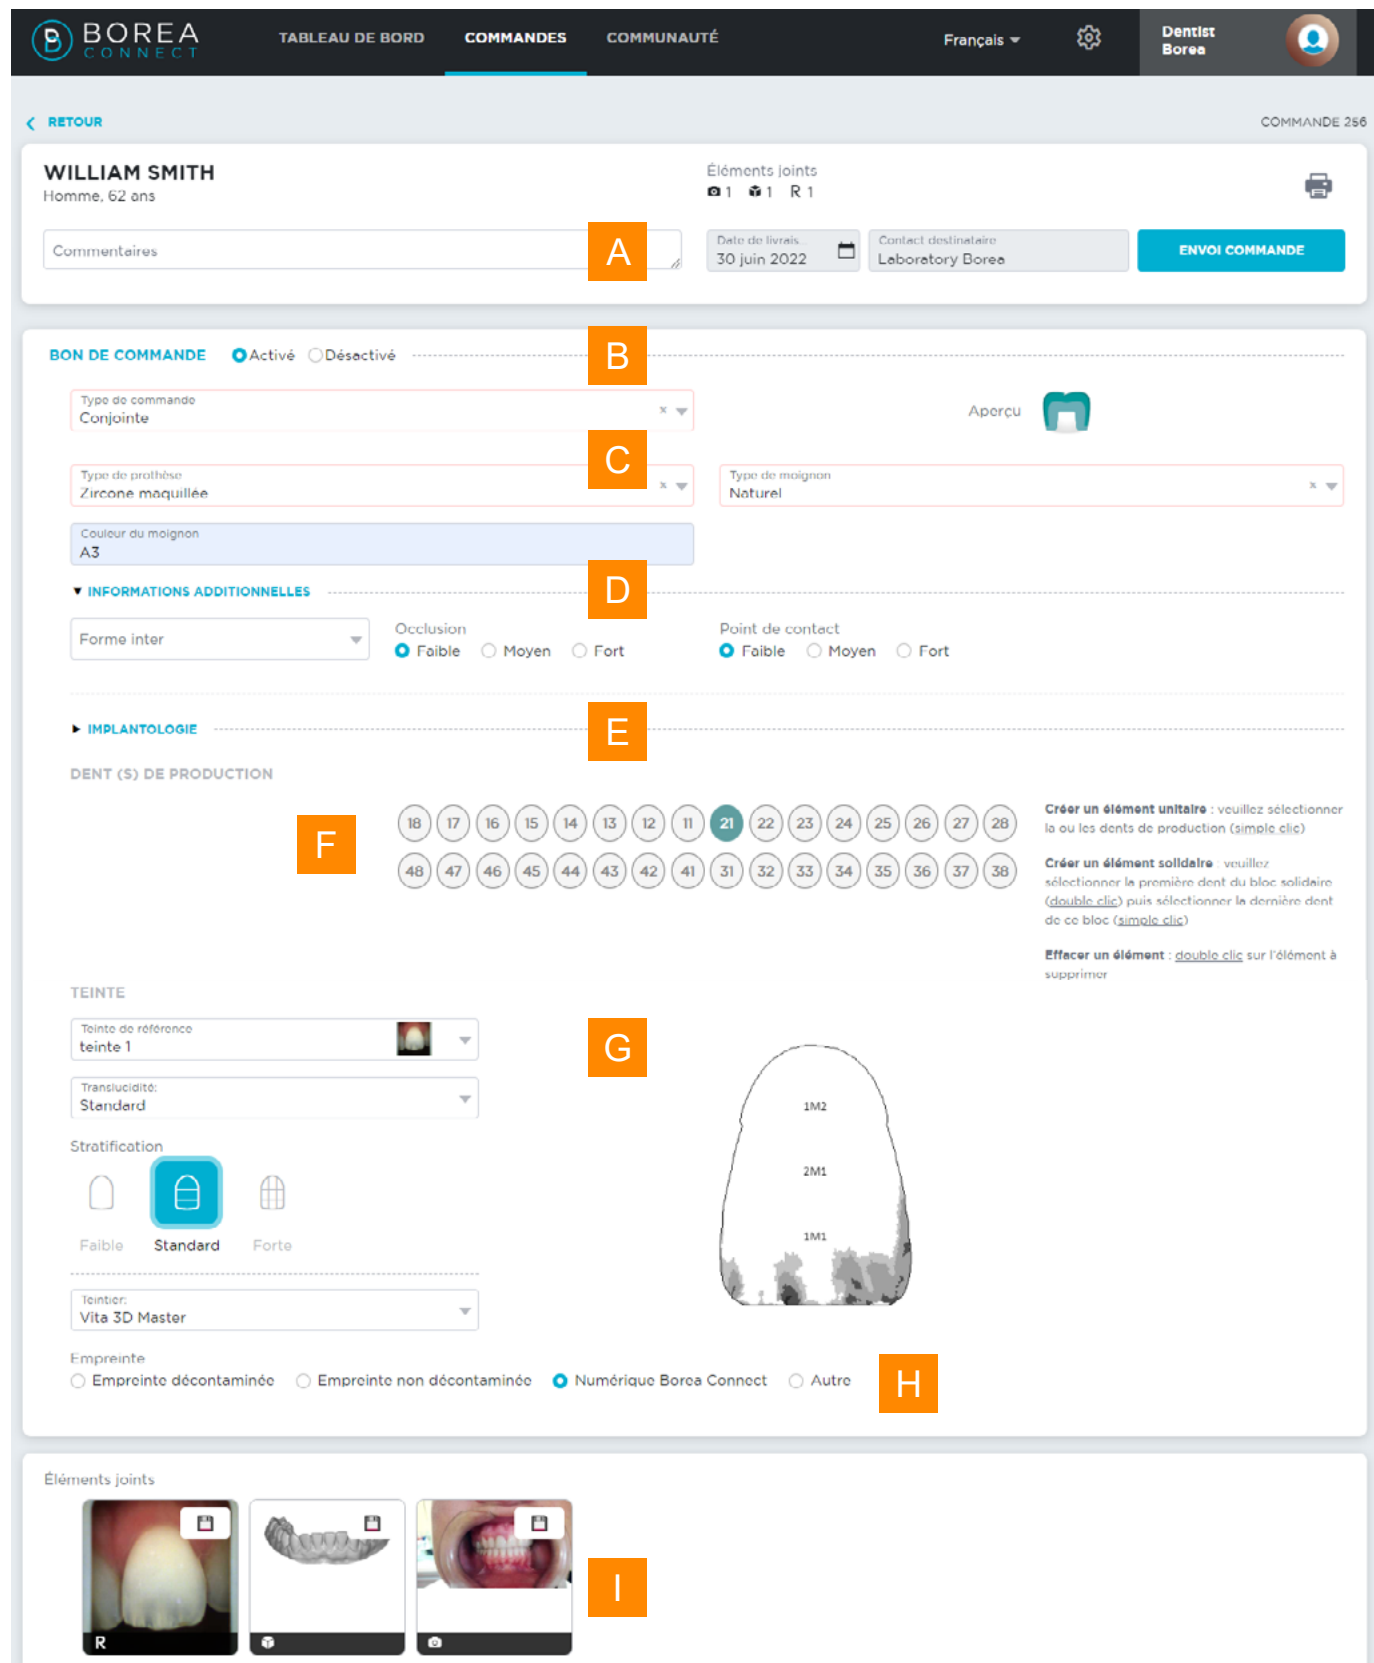 BOREA
CONNECT
TABLEAU DE BORD
COMMANDES
COMMUNAUTÉ
Français
Dentist
Borea
RETOUR
COMMANDE 256
WILLIAM SMITH
Homme, 62 ans
Éléments joints
1 1 R 1
Commentaires
A
Date de livrais...
30 juin 2022
Contact destinataire
Laboratory Borea
ENVOI COMMANDE
BON DE COMMANDE
Activé Désactivé
B
Type de commande
Conjointe
x
Aperçu
C
Type de prothèse
Zircone maquillée
x
Type de moignon
Naturel
x
Couleur du moignon
A3
D
INFORMATIONS ADDITIONNELLES
Forme inter
Occlusion
Faible Moyen Fort
Point de contact
Faible Moyen Fort
E
IMPLANTOLOGIE
DENT (S) DE PRODUCTION
F
18 17 16 15 14 13 12 11 21 22 23 24 25 26 27 28
48 47 46 45 44 43 42 41 31 32 33 34 35 36 37 38
Créer un élément unitaire : veuillez sélectionner
la ou les dents de production (simple clic)
Créer un élément solidaire : veuillez
sélectionner la première dent du bloc solidaire
(double clic) puis sélectionner la dernière dent
de ce bloc (simple clic)
Effacer un élément : double clic sur l'élément à
supprimer
TEINTE
Teinte de référence
teinte 1
G
Translucidité:
Standard
Stratification
Faible Standard Forte
1M2
2M1
1M1
Teintier:
Vita 3D Master
Empreinte
Empreinte décontaminée Empreinte non décontaminée Numérique Borea Connect Autre
H
Éléments joints
R
I